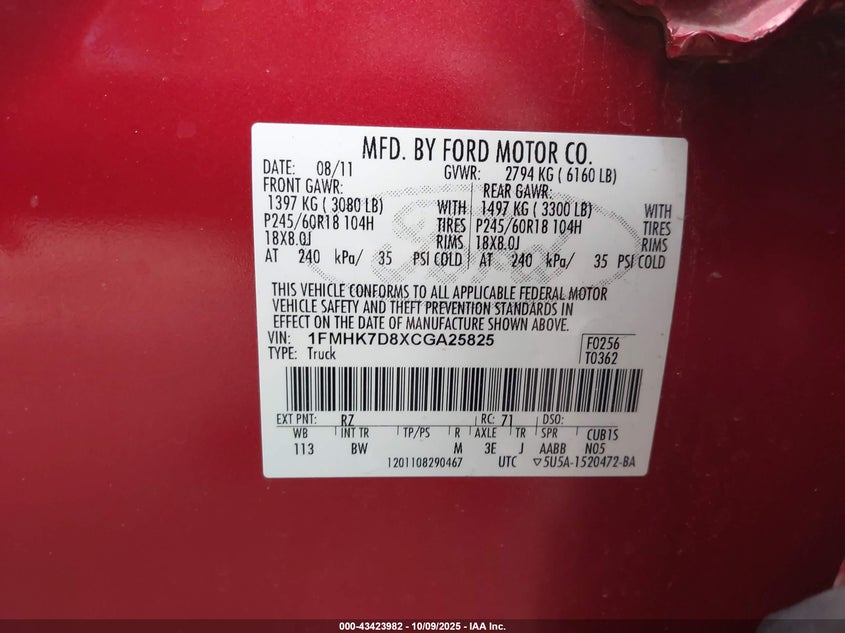 MFD. BY FORD MOTOR CO.
DATE: 08/11 GVWR: 2794 KG ( 6160 LB)
FRONT GAWR: REAR GAWR:
1397 KG ( 3080 LB) WITH 1497 KG ( 3300 LB) WITH
P245/60R18 104H TIRES P245/60R18 104H TIRES
18X8.0J RIMS 18X8.0J RIMS
AT 240 kPa/ 35 PSI COLD AT 240 kPa/ 35 PSI COLD
THIS VEHICLE CONFORMS TO ALL APPLICABLE FEDERAL MOTOR
VEHICLE SAFETY AND THEFT PREVENTION STANDARDS IN
EFFECT ON THE DATE OF MANUFACTURE SHOWN ABOVE.
VIN: 1FMHK7D8XCGA25825 F0256
TYPE: Truck T0362
EXT PNT: RZ RC: 71 DSO:
WB INT TR TP/PS R AXLE TR SPR CUB1S
113 BW M 3E J AABB N05
1201108290467 UTC ▽5U5A-1520472-BA
000-43423982 - 10/09/2025 - IAA Inc.